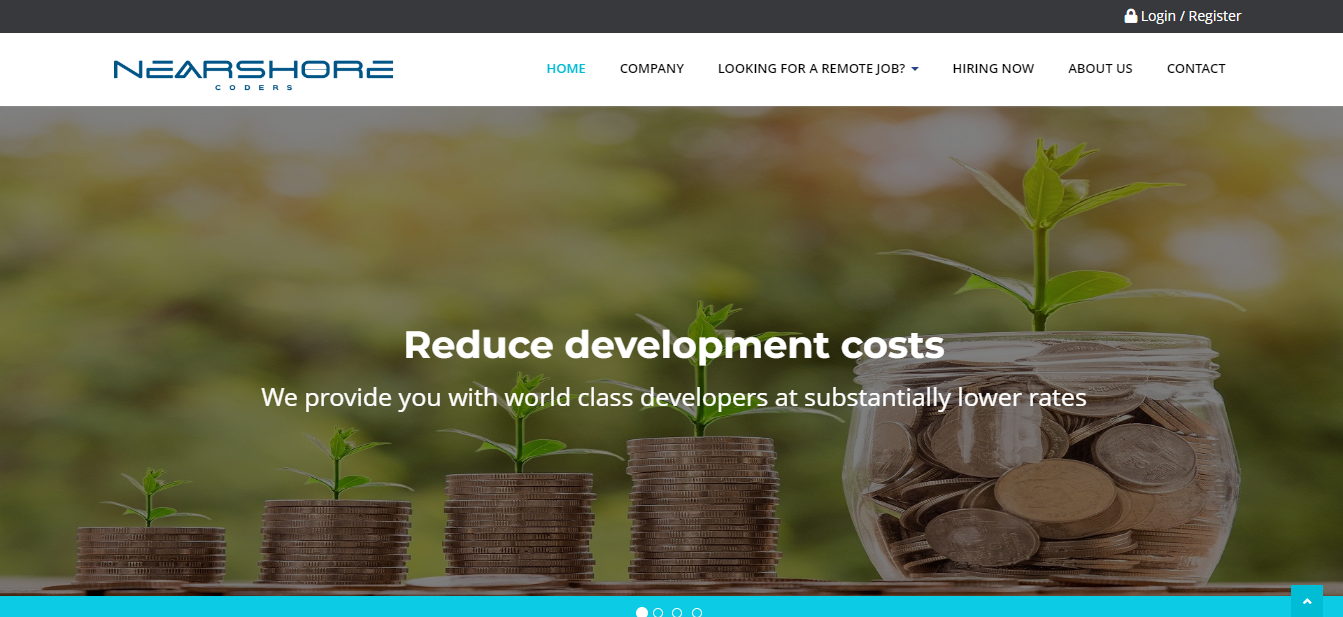 Login / Register
NEARSHORE
CODERS
HOME COMPANY LOOKING FOR A REMOTE JOB? HIRING NOW ABOUT US CONTACT
Reduce development costs
We provide you with world class developers at substantially lower rates